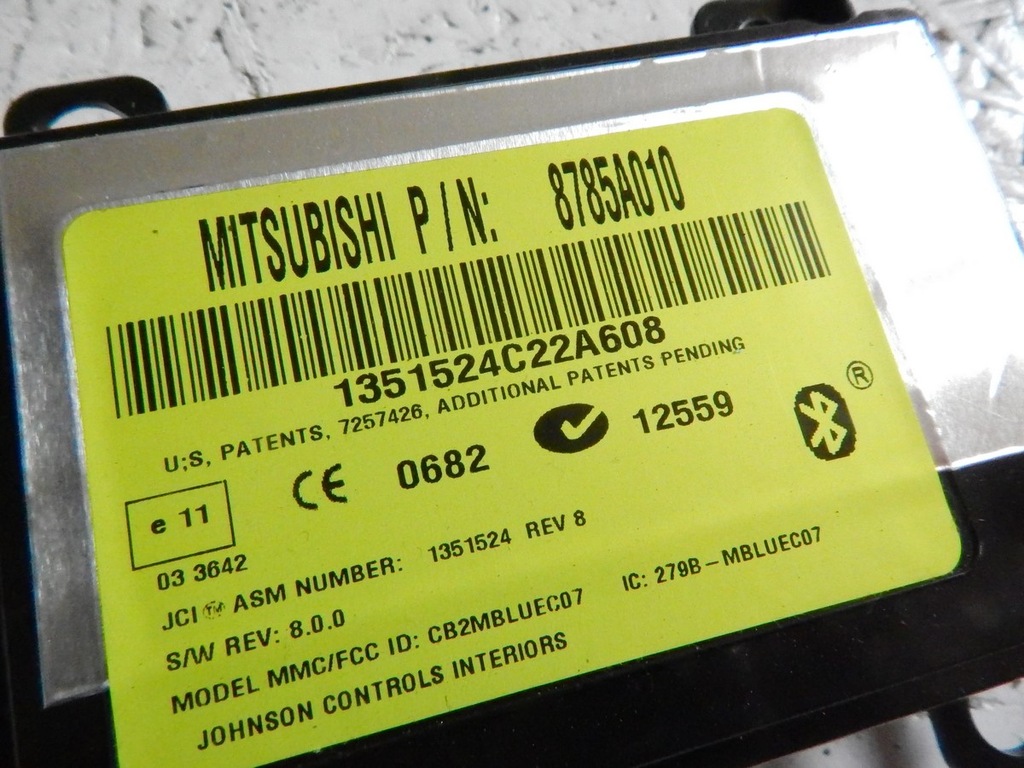 MITSUBISHI P/N: 8785A010
1351524C22A608
U;S, PATENTS, 7257426, ADDITIONAL PATENTS PENDING
CE 0682 12559 ®
e 11
03 3642
JCI TM ASM NUMBER: 1351524 REV 8
S/W REV: 8.0.0
MODEL MMC/FCC ID: CB2MBLUEC07 IC: 279B-MBLUEC07
JOHNSON CONTROLS INTERIORS